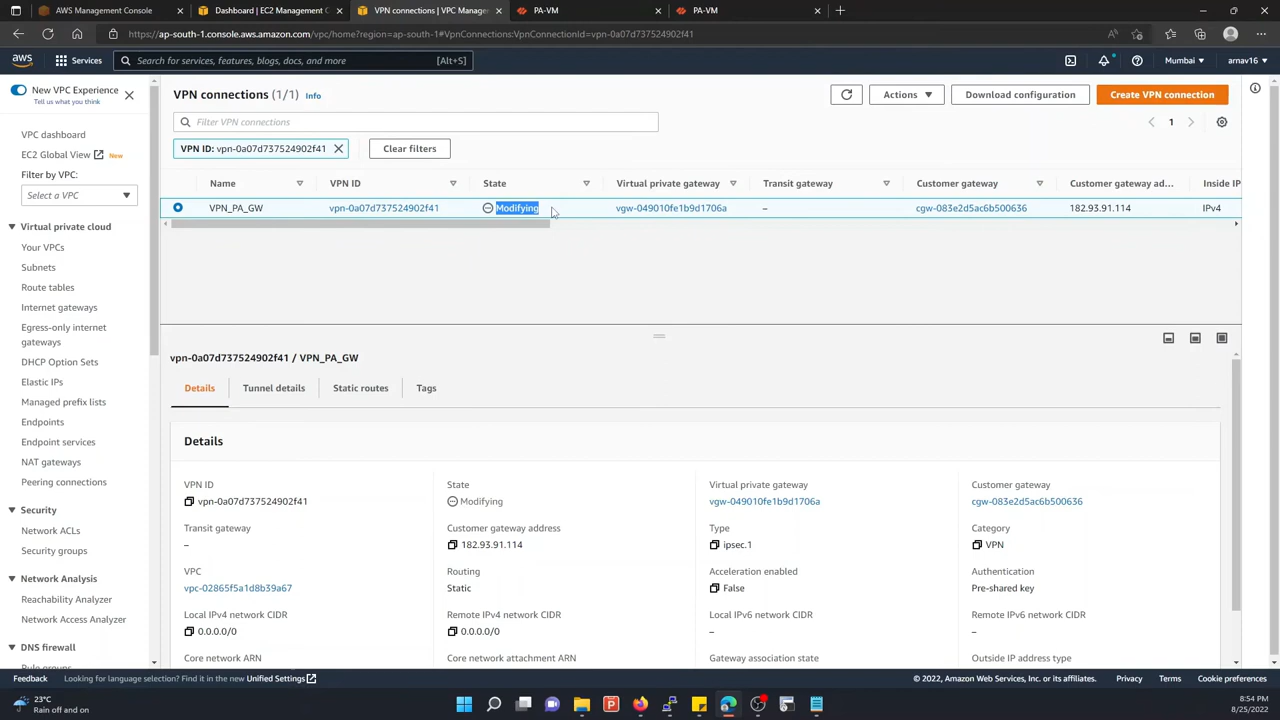 AWS Management Console
Dashboard | EC2 Management C
VPN connections | VPC Manage
PA-VM
PA-VM
https://ap-south-1.console.aws.amazon.com/vpc/home?region=ap-south-1#VpnConnections:VpnConnectionId=vpn-0a07d737524902f41
aws
Services
Search for services, features, blogs, docs, and more
[Alt+S]
Mumbai
arnav16
New VPC Experience
Tell us what you think
VPC dashboard
EC2 Global View
New
Filter by VPC:
Select a VPC
Virtual private cloud
Your VPCs
Subnets
Route tables
Internet gateways
Egress-only internet
gateways
DHCP Option Sets
Elastic IPs
Managed prefix lists
Endpoints
Endpoint services
NAT gateways
Peering connections
Security
Network ACLs
Security groups
Network Analysis
Reachability Analyzer
Network Access Analyzer
DNS firewall
Rule groups
VPN connections (1/1)
Info
Actions
Download configuration
Create VPN connection
Filter VPN connections
1
VPN ID: vpn-0a07d737524902f41
Clear filters
Name
VPN ID
State
Virtual private gateway
Transit gateway
Customer gateway
Customer gateway ad...
Inside IP
VPN_PA_GW
vpn-0a07d737524902f41
Modifying
vgw-049010fe1b9d1706a
–
cgw-083e2d5ac6b500636
182.93.91.114
IPv4
vpn-0a07d737524902f41 / VPN_PA_GW
Details
Tunnel details
Static routes
Tags
Details
VPN ID
vpn-0a07d737524902f41
State
Modifying
Virtual private gateway
vgw-049010fe1b9d1706a
Customer gateway
cgw-083e2d5ac6b500636
Transit gateway
–
Customer gateway address
182.93.91.114
Type
ipsec.1
Category
VPN
VPC
vpc-02865f5a1d8b39a67
Routing
Static
Acceleration enabled
False
Authentication
Pre-shared key
Local IPv4 network CIDR
0.0.0.0/0
Remote IPv4 network CIDR
0.0.0.0/0
Local IPv6 network CIDR
–
Remote IPv6 network CIDR
–
Core network ARN
Core network attachment ARN
Gateway association state
Outside IP address type
Feedback
Looking for language selection? Find it in the new Unified Settings
© 2022, Amazon Web Services, Inc. or its affiliates.
Privacy
Terms
Cookie preferences
23°C
Rain off and on
8:54 PM
8/25/2022